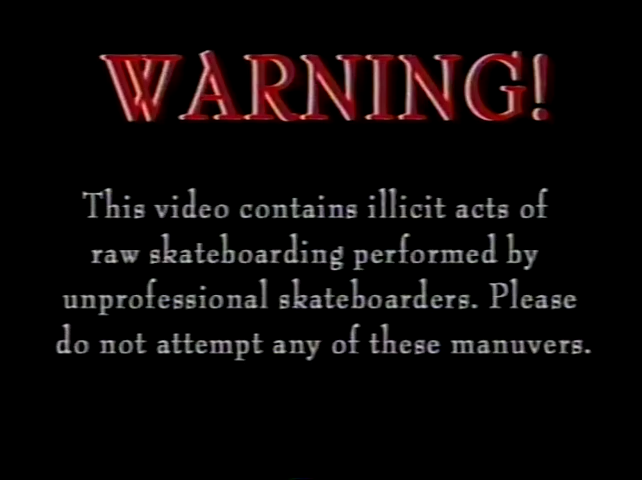 WARNING!
This video contains illicit acts of
raw skateboarding performed by
unprofessional skateboarders. Please
do not attempt any of these manuvers.